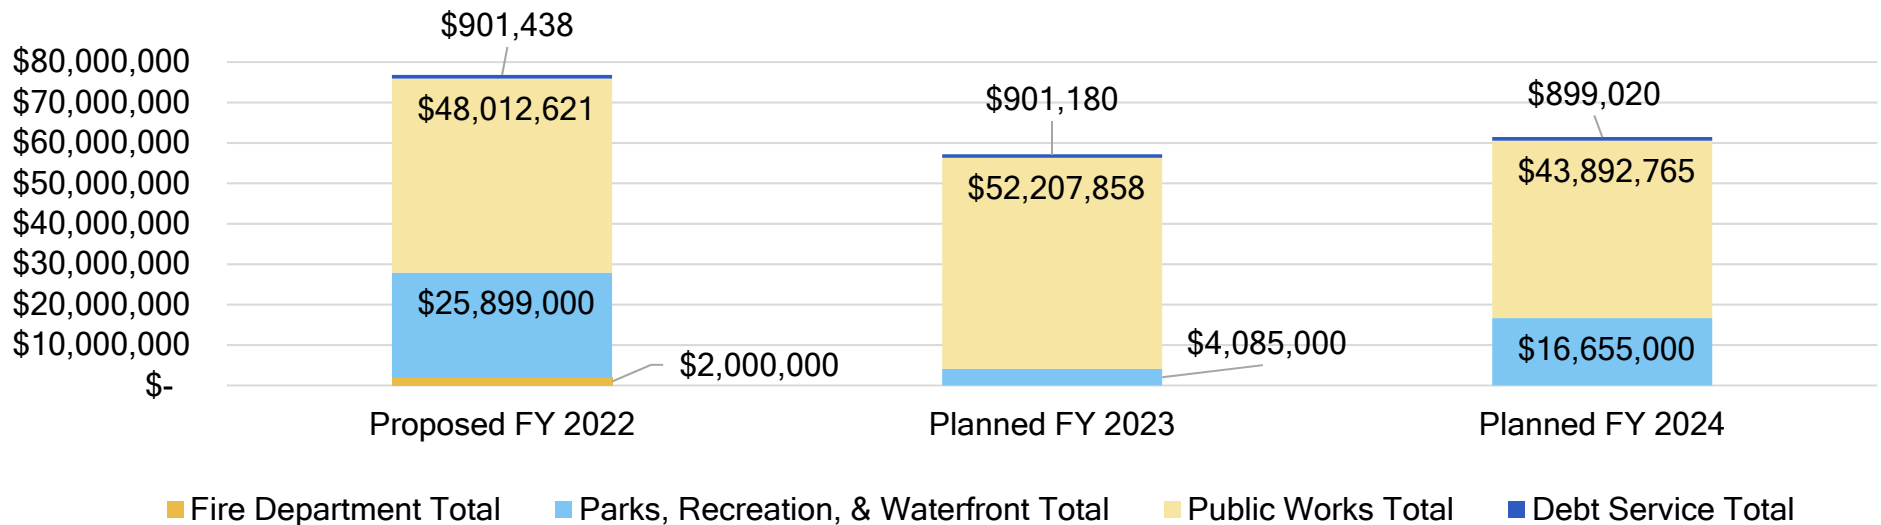 $901,438
$80,000,000
$70,000,000
$60,000,000
$50,000,000
$40,000,000
$30,000,000
$20,000,000
$10,000,000
$-
$48,012,621
$25,899,000
$2,000,000
$901,180
$52,207,858
$4,085,000
$899,020
$43,892,765
$16,655,000
Proposed FY 2022
Planned FY 2023
Planned FY 2024
Fire Department Total
Parks, Recreation, & Waterfront Total
Public Works Total
Debt Service Total